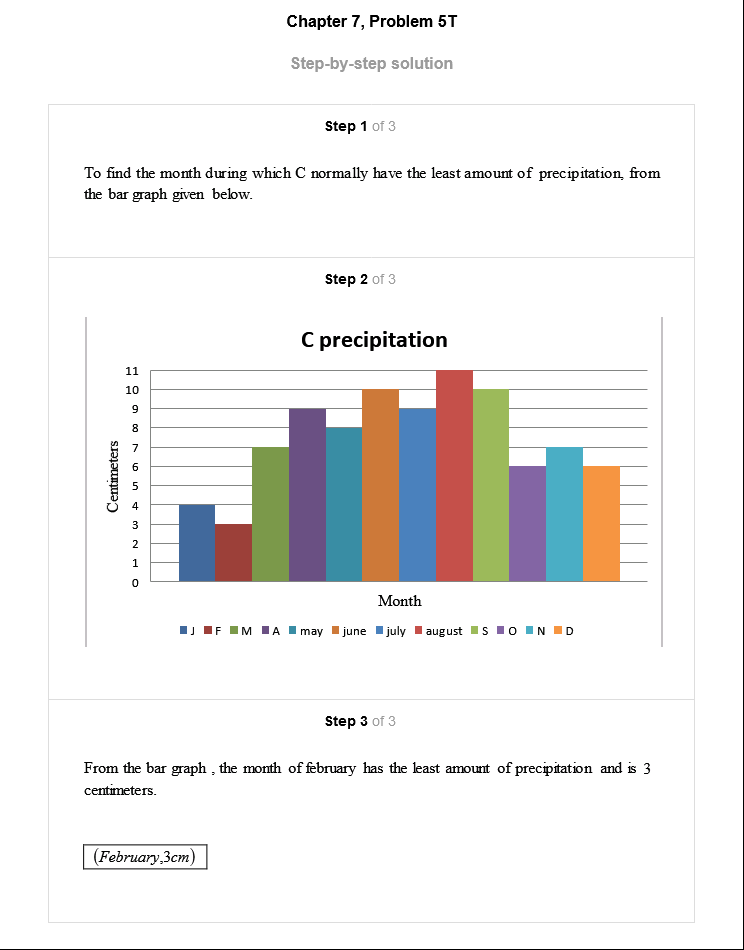 Chapter 7, Problem 5T
Step-by-step solution
Step 1 of 3
To find the month during which C normally have the least amount of precipitation, from
the bar graph given below.
Step 2 of 3
C precipitation
11
10
9
8
7
6
5
4
3
2
1
0
Centimeters
Month
J F M A may june july august S O N D
Step 3 of 3
From the bar graph , the month of february has the least amount of precipitation and is 3
centimeters.
(February,3cm)